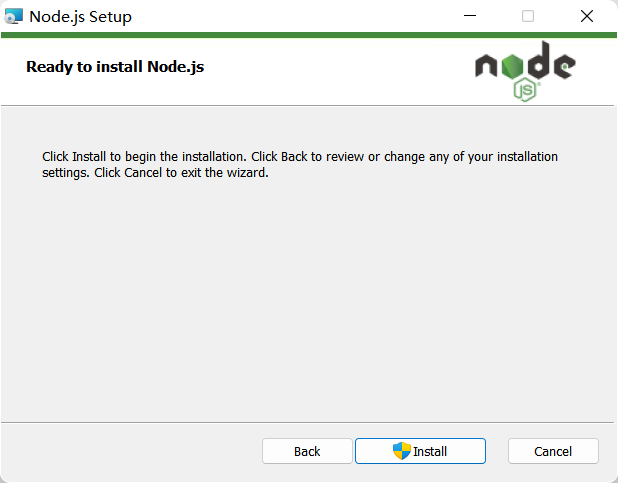 Node.js Setup
Ready to install Node.js
node
JS
Click Install to begin the installation. Click Back to review or change any of your installation
settings. Click Cancel to exit the wizard.
Back
Install
Cancel